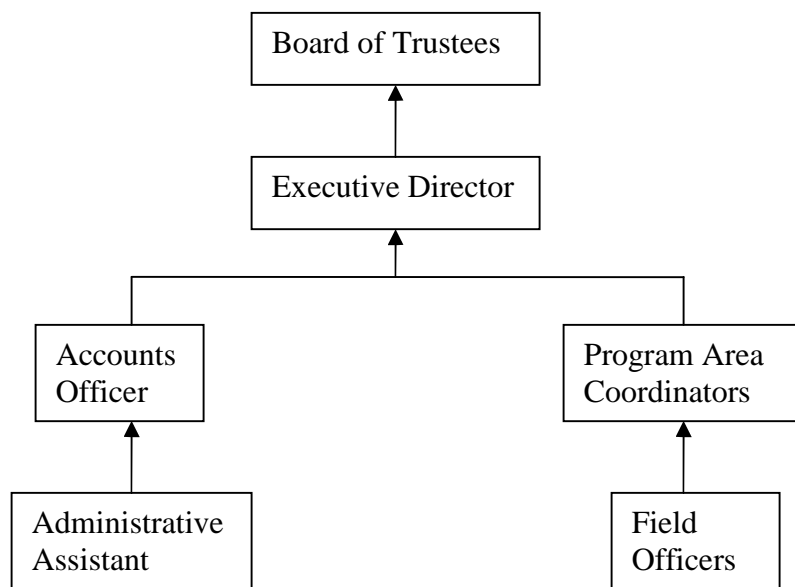 Board of Trustees
Executive Director
Accounts
Officer
Program Area
Coordinators
Administrative
Assistant
Field
Officers